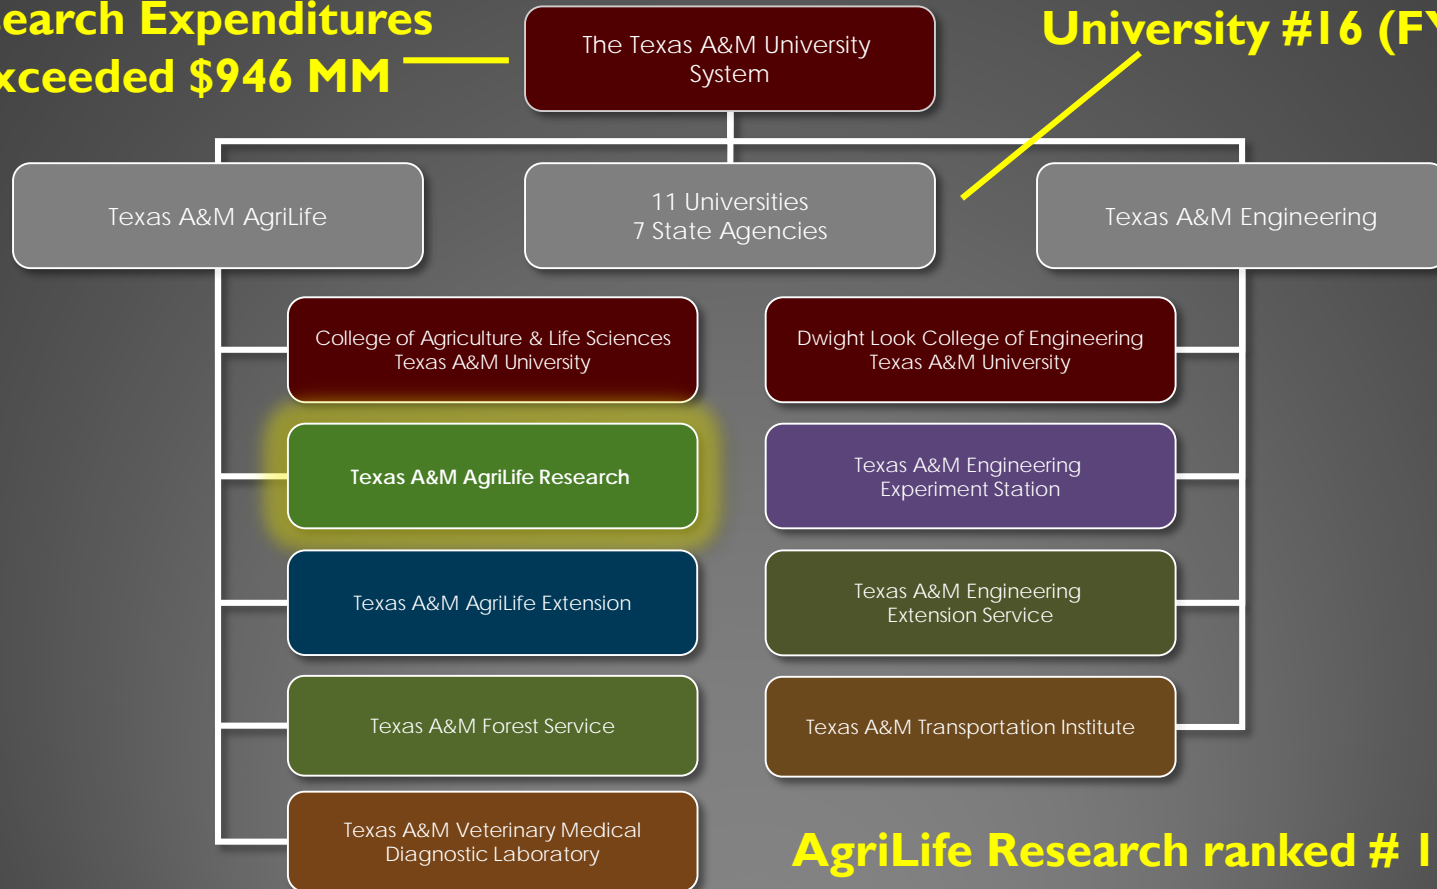 search Expenditures
xceeded $946 MM
The Texas A&M University
System
University #16 (FY
Texas A&M AgriLife
11 Universities
7 State Agencies
Texas A&M Engineering
College of Agriculture & Life Sciences
Texas A&M University
Dwight Look College of Engineering
Texas A&M University
Texas A&M AgriLife Research
Texas A&M Engineering
Experiment Station
Texas A&M AgriLife Extension
Texas A&M Engineering
Extension Service
Texas A&M Forest Service
Texas A&M Transportation Institute
Texas A&M Veterinary Medical
Diagnostic Laboratory
AgriLife Research ranked # 1